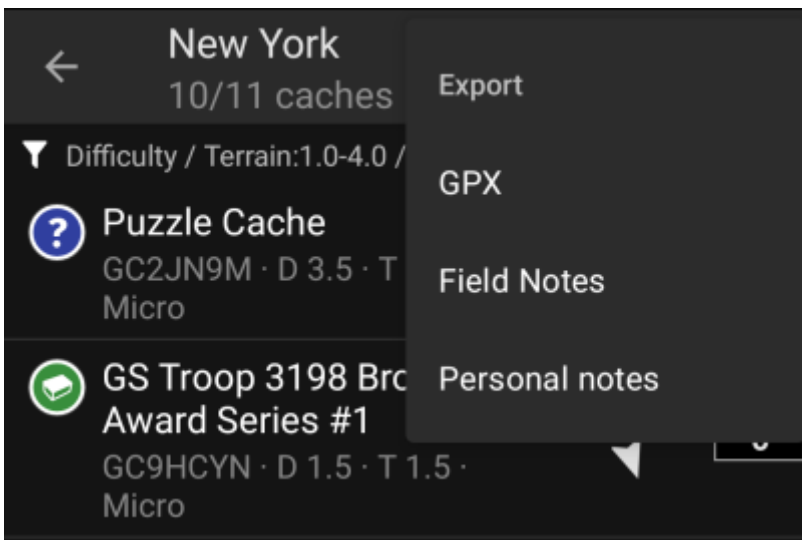 New York
10/11 caches
Difficulty / Terrain:1.0-4.0 /
?
Puzzle Cache
GC2JN9M · D 3.5 · T
Micro
GS Troop 3198 Bro
Award Series #1
GC9HCYN · D 1.5 · T 1.5 ·
Micro
Export
GPX
Field Notes
Personal notes